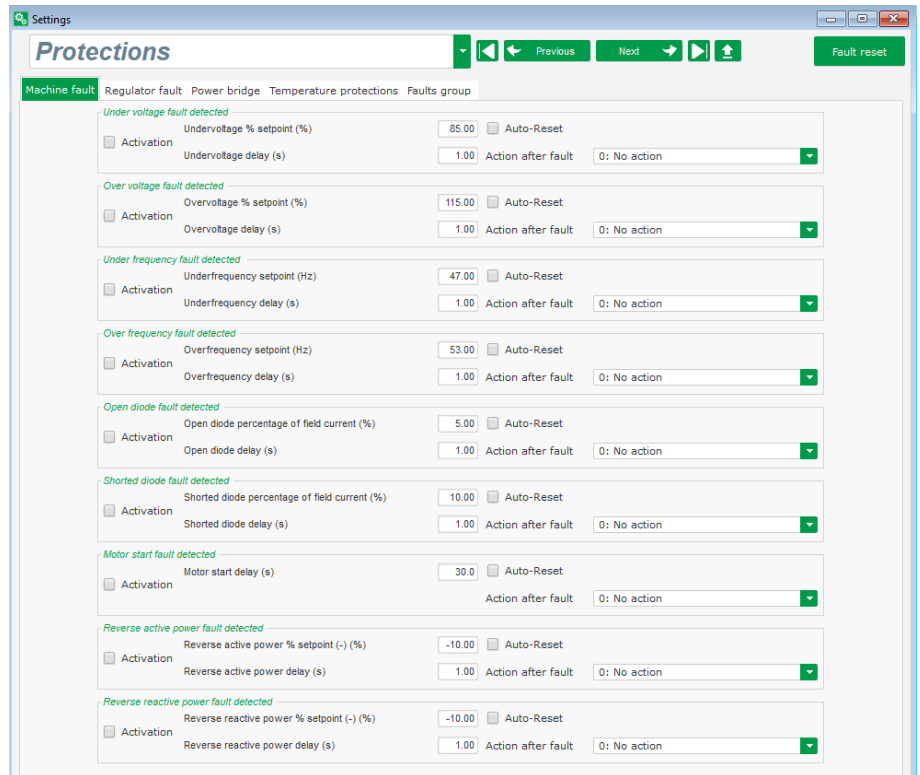 Settings
Protections
Previous Next Fault reset
Machine fault Regulator fault Power bridge Temperature protections Faults group
Under voltage fault detected
Activation
Undervoltage % setpoint (%) 85.00 Auto-Reset
Undervoltage delay (s) 1.00 Action after fault 0: No action
Over voltage fault detected
Activation
Overvoltage % setpoint (%) 115.00 Auto-Reset
Overvoltage delay (s) 1.00 Action after fault 0: No action
Under frequency fault detected
Activation
Underfrequency setpoint (Hz) 47.00 Auto-Reset
Underfrequency delay (s) 1.00 Action after fault 0: No action
Over frequency fault detected
Activation
Overfrequency setpoint (Hz) 53.00 Auto-Reset
Overfrequency delay (s) 1.00 Action after fault 0: No action
Open diode fault detected
Activation
Open diode percentage of field current (%) 5.00 Auto-Reset
Open diode delay (s) 1.00 Action after fault 0: No action
Shorted diode fault detected
Activation
Shorted diode percentage of field current (%) 10.00 Auto-Reset
Shorted diode delay (s) 1.00 Action after fault 0: No action
Motor start fault detected
Activation
Motor start delay (s) 30.0 Auto-Reset
Action after fault 0: No action
Reverse active power fault detected
Activation
Reverse active power % setpoint (-) (%) -10.00 Auto-Reset
Reverse active power delay (s) 1.00 Action after fault 0: No action
Reverse reactive power fault detected
Activation
Reverse reactive power % setpoint (-) (%) -10.00 Auto-Reset
Reverse reactive power delay (s) 1.00 Action after fault 0: No action